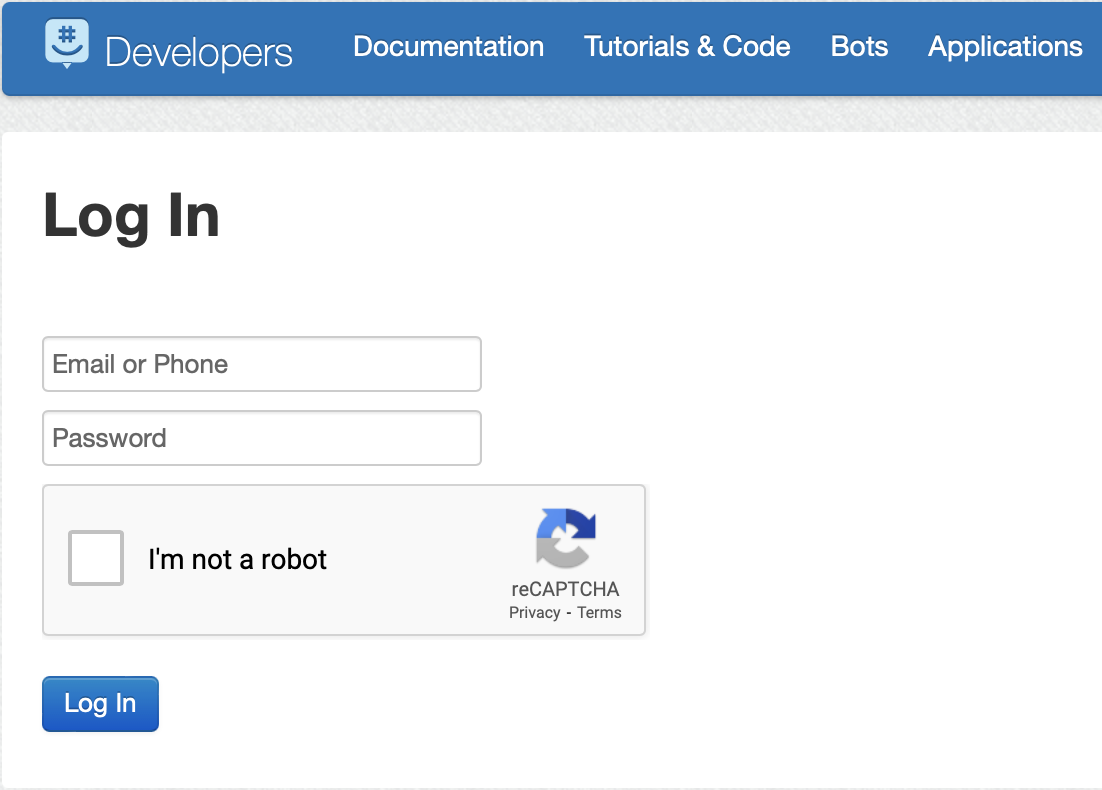 Developers Documentation Tutorials & Code Bots Applications
Log In
Email or Phone
Password
I'm not a robot
reCAPTCHA
Privacy - Terms
Log In